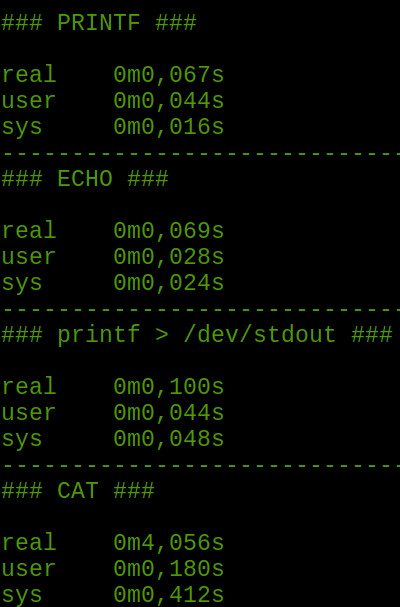 ### PRINTF ###
real    0m0,067s
user    0m0,044s
sys     0m0,016s
-----------------------------
### ECHO ###
real    0m0,069s
user    0m0,028s
sys     0m0,024s
-----------------------------
### printf > /dev/stdout ###
real    0m0,100s
user    0m0,044s
sys     0m0,048s
-----------------------------
### CAT ###
real    0m4,056s
user    0m0,180s
sys     0m0,412s